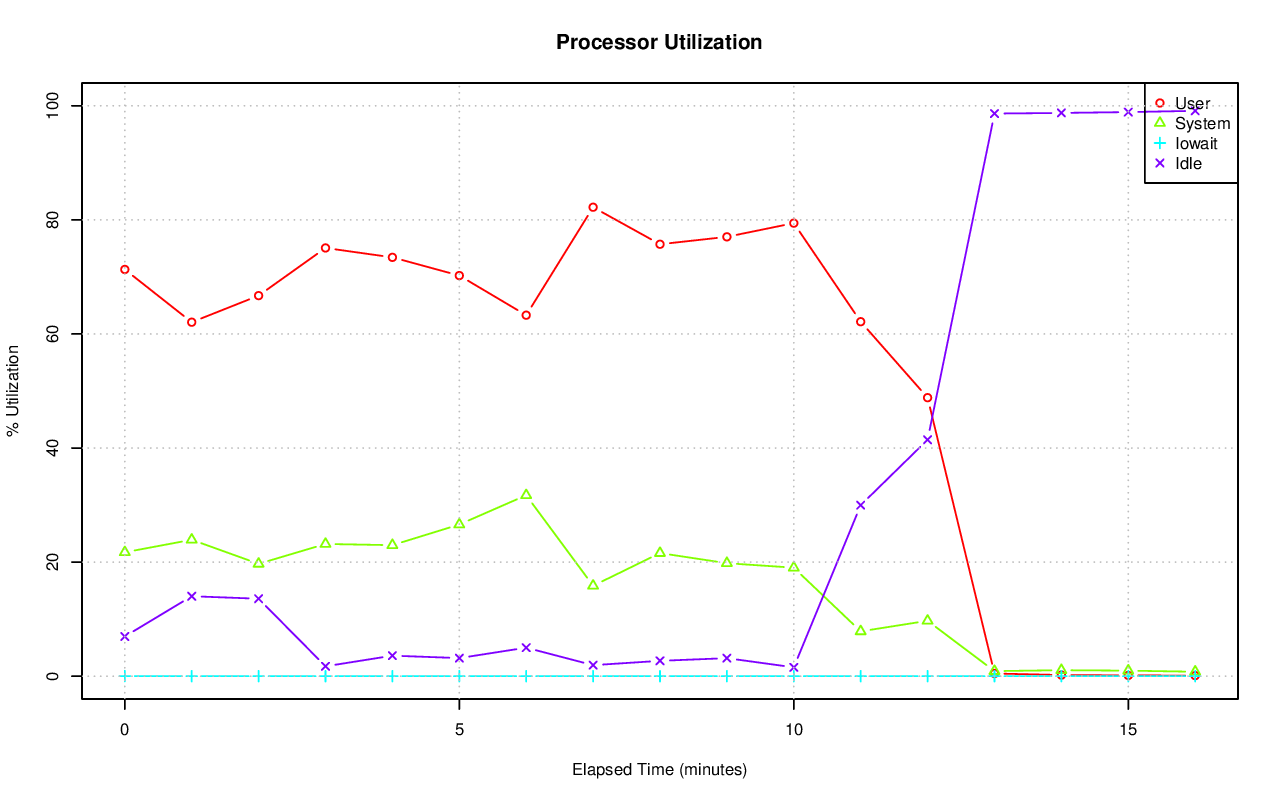 Processor Utilization
% Utilization
100
80
60
40
20
0
User
System
Iowait
Idle
0 5 10 15
Elapsed Time (minutes)